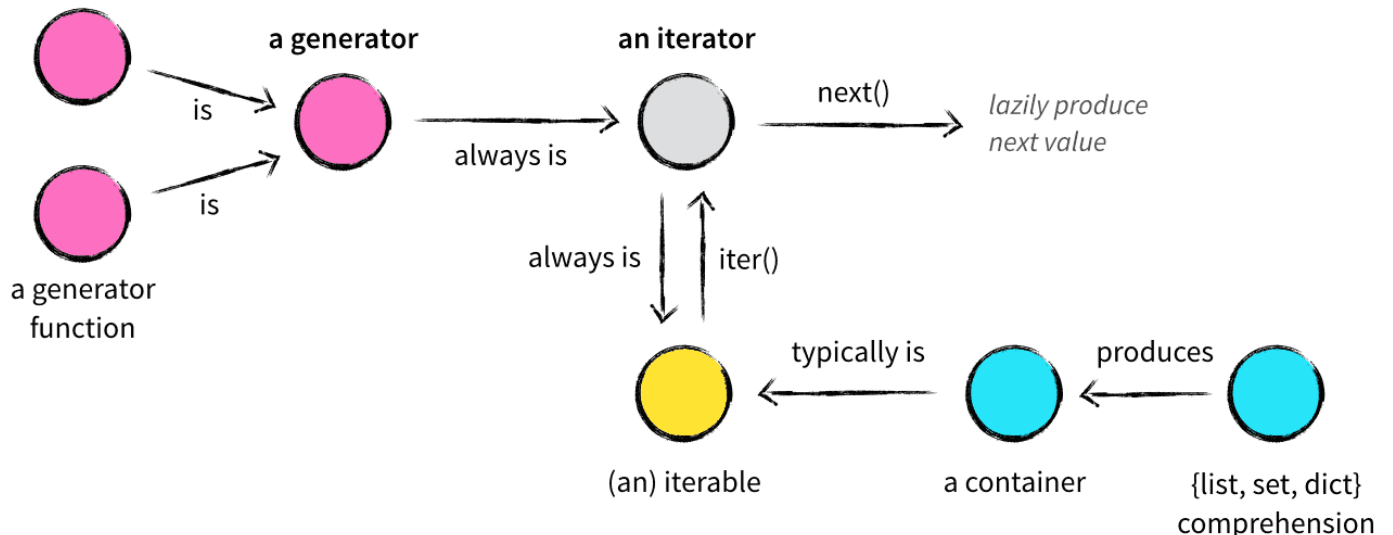 a generator
an iterator
next()
lazily produce
next value
is
always is
is
a generator
function
always is
iter()
typically is
produces
(an) iterable
a container
{list, set, dict}
comprehension